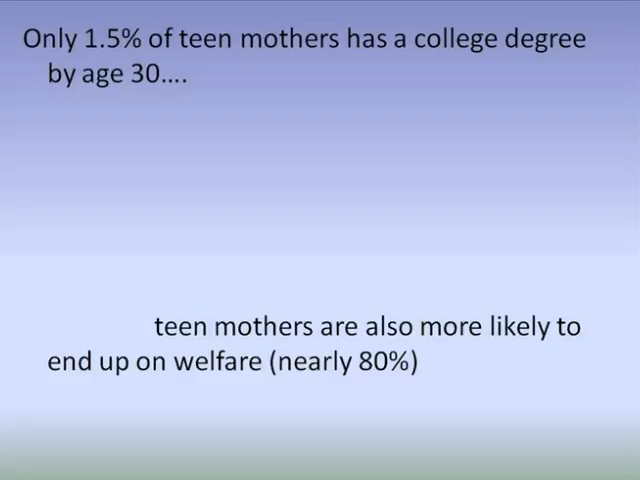 Only 1.5% of teen mothers has a college degree
by age 30....
teen mothers are also more likely to
end up on welfare (nearly 80%)